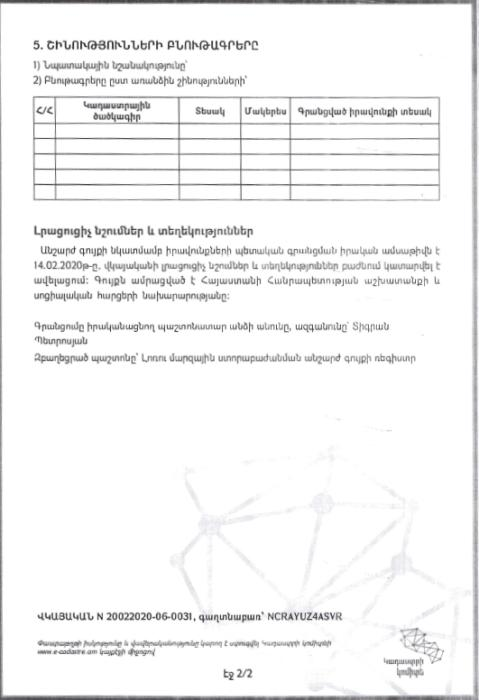 5. ՇԻՆՈՒԹՅՈՒՆՆԵՐԻ ԲՆՈՒԹԱԳՐԵՐԸ
1) Նպատակային նշանակությունը՝
2) Բնութագրերը ըստ առանձին շինությունների՝
Հ/Հ Կադաստրային ծածկագիր Տեսակ Մակերես Գրանցված իրավունքի տեսակ
Լրացուցիչ նշումներ և տեղեկություններ
Անշարժ գույքի նկատմամբ իրավունքների պետական գրանցման իրական ամսաթիվն է
14.02.2020թ-ը, վկայականի լրացուցիչ նշումներ և տեղեկություններ բաժնում կատարվել է
ավելացում: Գույքն ամրացված է Հայաստանի Հանրապետության աշխատանքի և
սոցիալական հարցերի նախարարությանը:
Գրանցումը իրականացնող պաշտոնատար անձի անունը, ազգանունը՝ Տիգրան
Պետրոսյան
Զբաղեցրած պաշտոնը՝ Լոռու մարզային ստորաբաժանման անշարժ գույքի ռեգիստր
ՎԿԱՅԱԿԱՆ N 20022020-06-0031, գաղտնաբառ՝ NCRAYUZ4ASVR
Փաստաթղթի իսկությունը և վավերականությունը կարող է ստուգվել Կադաստրի կոմիտեի
www.e-cadastre.am կայքէջի միջոցով
Կադաստրի
կոմիտե
Էջ 2/2